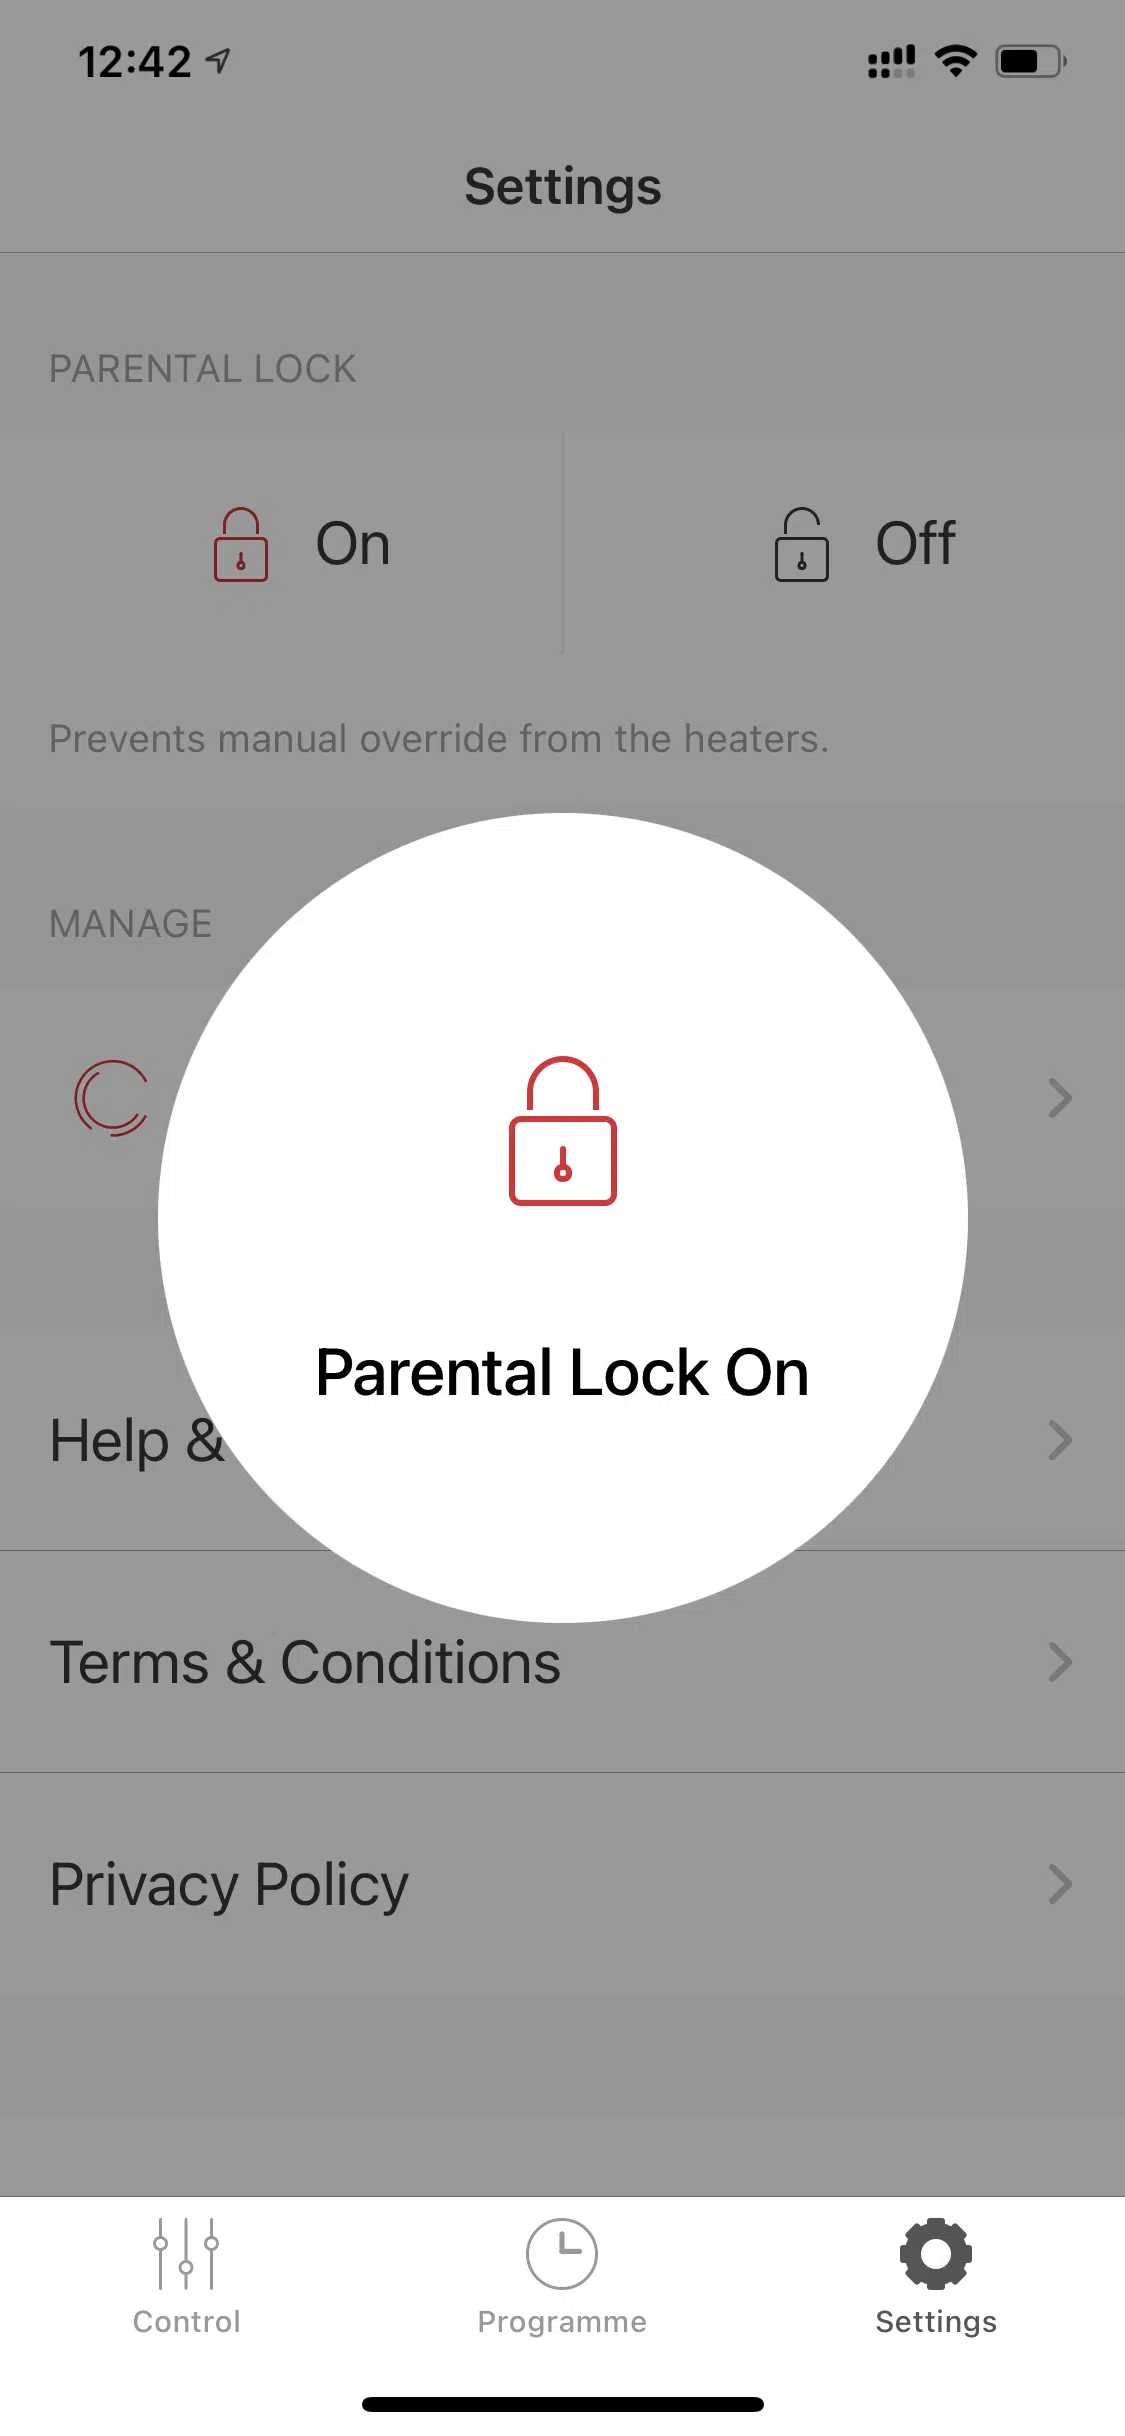 12:42
Settings
PARENTAL LOCK
On
Off
Prevents manual override from the heaters.
MANAGE
Parental Lock On
Help &
Terms & Conditions
Privacy Policy
Control
Programme
Settings